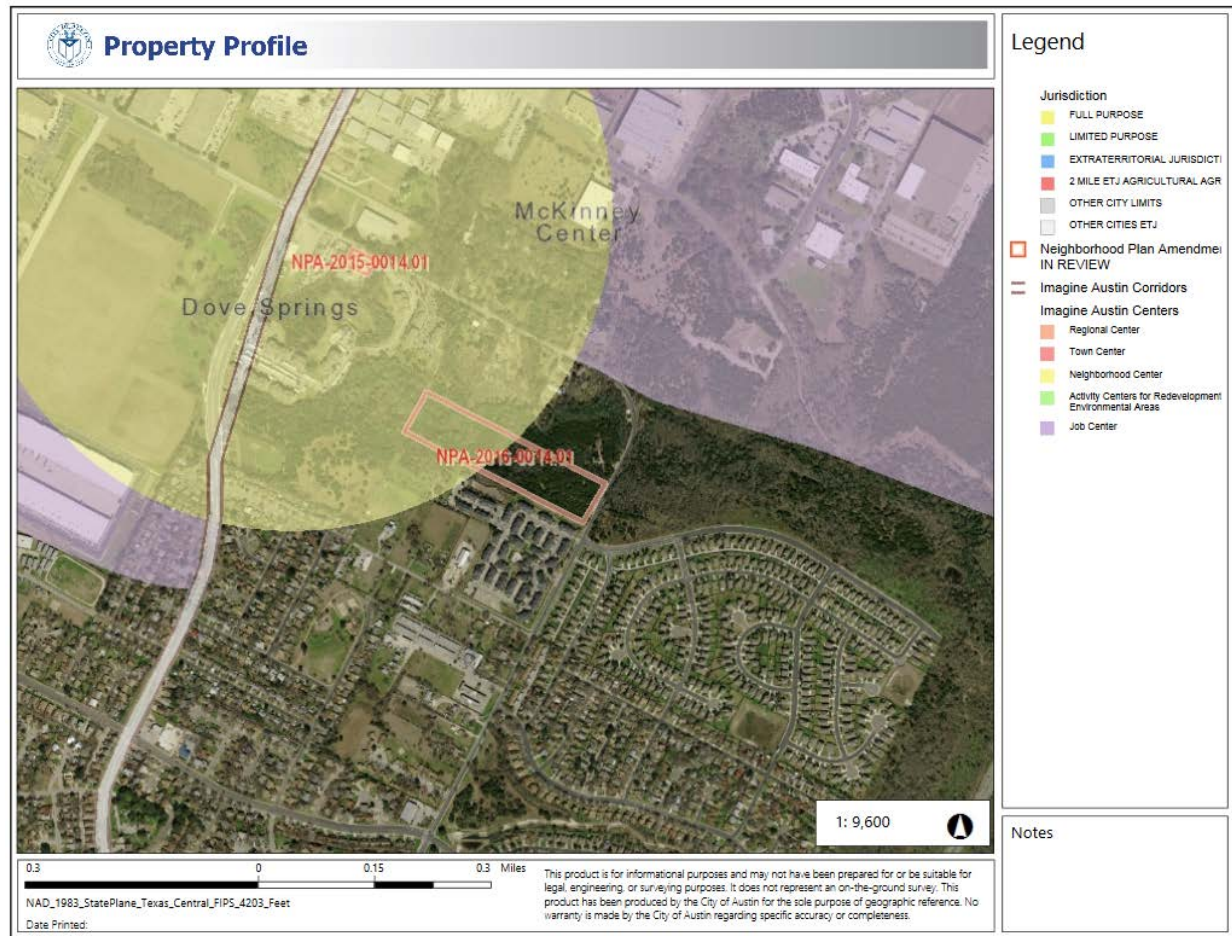 Property Profile
NPA-2015-0014.01
Dove Springs
McKinney
Center
NPA-2016-0014.01
1: 9,600
Legend
Jurisdiction
FULL PURPOSE
LIMITED PURPOSE
EXTRATERRITORIAL JURISDICTI
2 MILE ETJ AGRICULTURAL AGR
OTHER CITY LIMITS
OTHER CITIES ETJ
Neighborhood Plan Amendme
IN REVIEW
Imagine Austin Corridors
Imagine Austin Centers
Regional Center
Town Center
Neighborhood Center
Activity Centers for Redevelopment
Environmental Areas
Job Center
Notes
0.3 0 0.15 0.3 Miles
NAD_1983_StatePlane_Texas_Central_FIPS_4203_Feet
Date Printed:
This product is for informational purposes and may not have been prepared for or be suitable for
legal, engineering, or surveying purposes. It does not represent an on-the-ground survey. This
product has been produced by the City of Austin for the sole purpose of geographic reference. No
warranty is made by the City of Austin regarding specific accuracy or completeness.